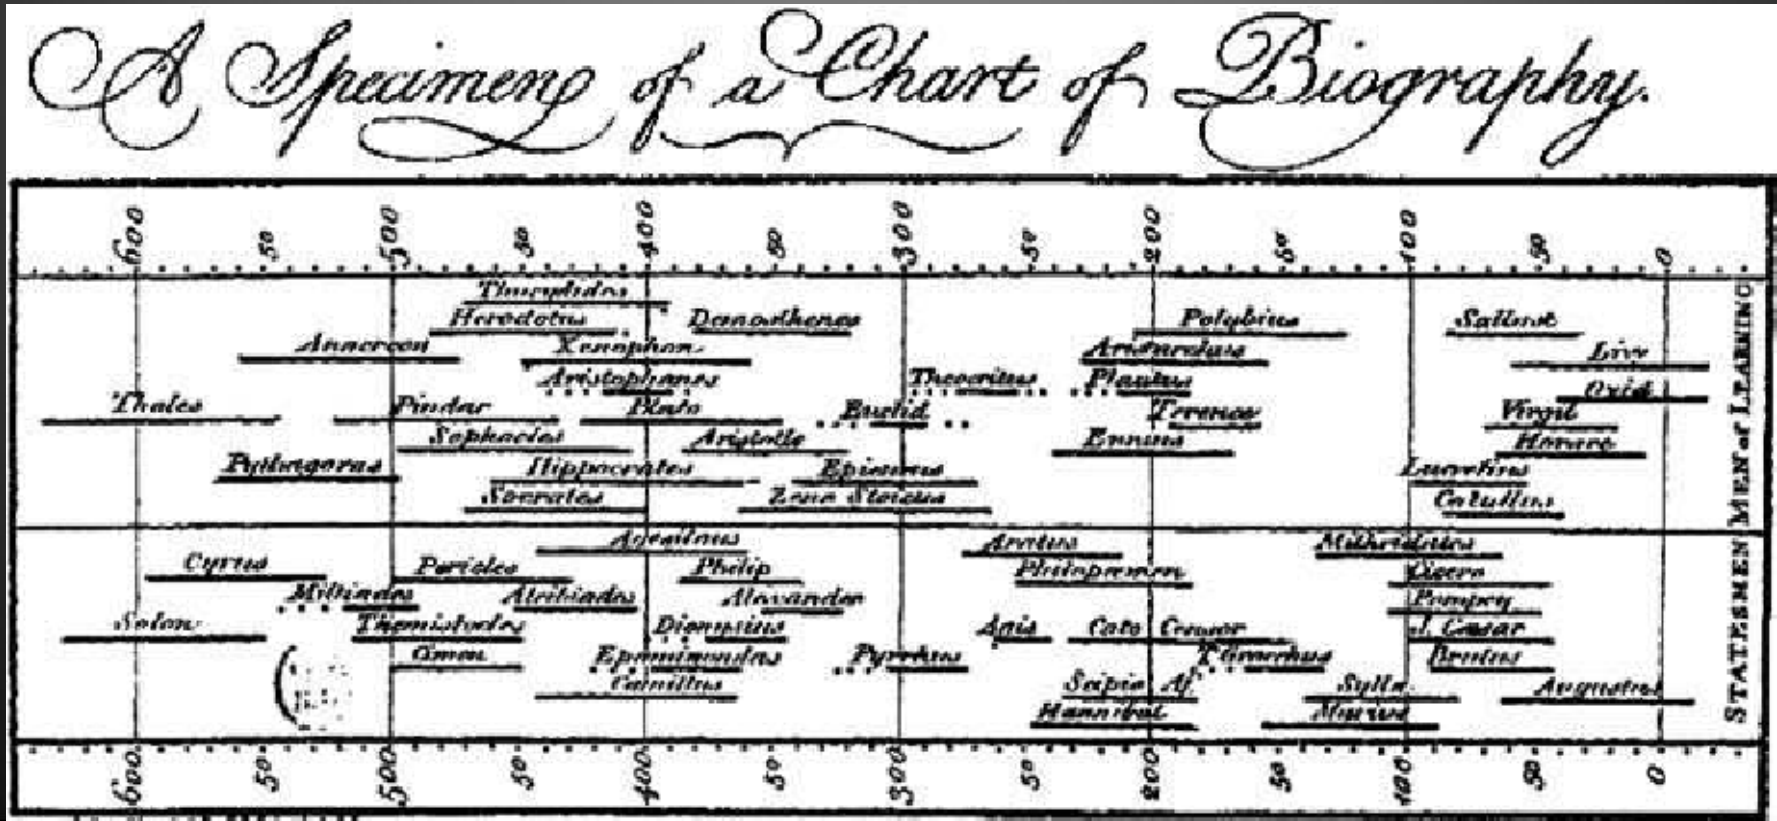 A Specimen of a Chart of Biography.
600 50 500 50 400 50 300 50 200 50 100 50 0
Thucydides
Herodotus Demosthenes Polybius Sallust
Anacreon Xenophon Livy
Aristophanes Theocritus Plautus Ovid
Thales Pindar Plato Euclid Terence Virgil
Sophocles Aristotle Ennius Horace
Pythagoras Hippocrates Epicurus Lucretius
Socrates Zeno Stoicus Catullus
MEN of LEARNING
Agesilaus Aratus Mithridates
Cyrus Pericles Philip Philopæmen Cicero
Miltiades Alcibiades Alexander Pompey
Solon Themistocles Dionysius Agis Cato Censor J. Cæsar
Cimon Epaminondas Pyrrhus T. Gracchus Brutus
Camillus Scipio Af. Sylla Augustus
Hannibal Marius
STATESMEN
600 50 500 50 400 50 300 50 200 50 100 50 0